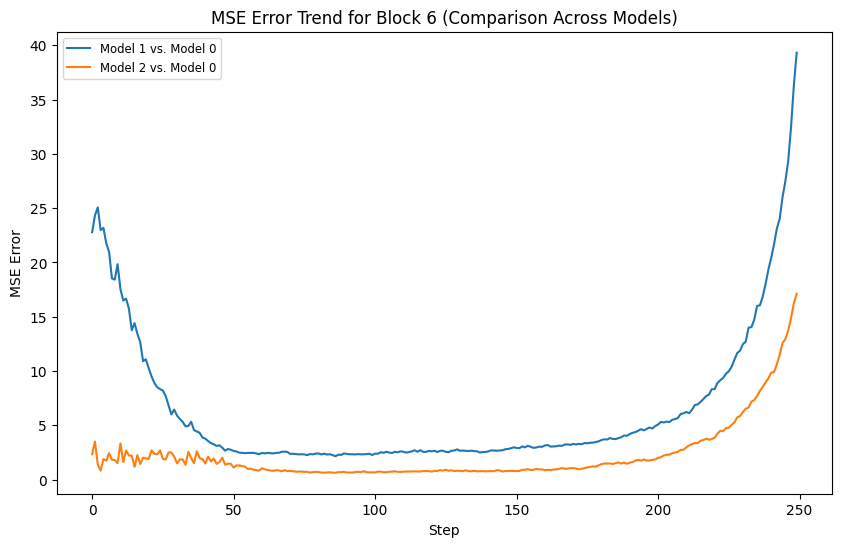 MSE Error Trend for Block 6 (Comparison Across Models)
Model 1 vs. Model 0
Model 2 vs. Model 0
MSE Error
40
35
30
25
20
15
10
5
0
0 50 100 150 200 250
Step